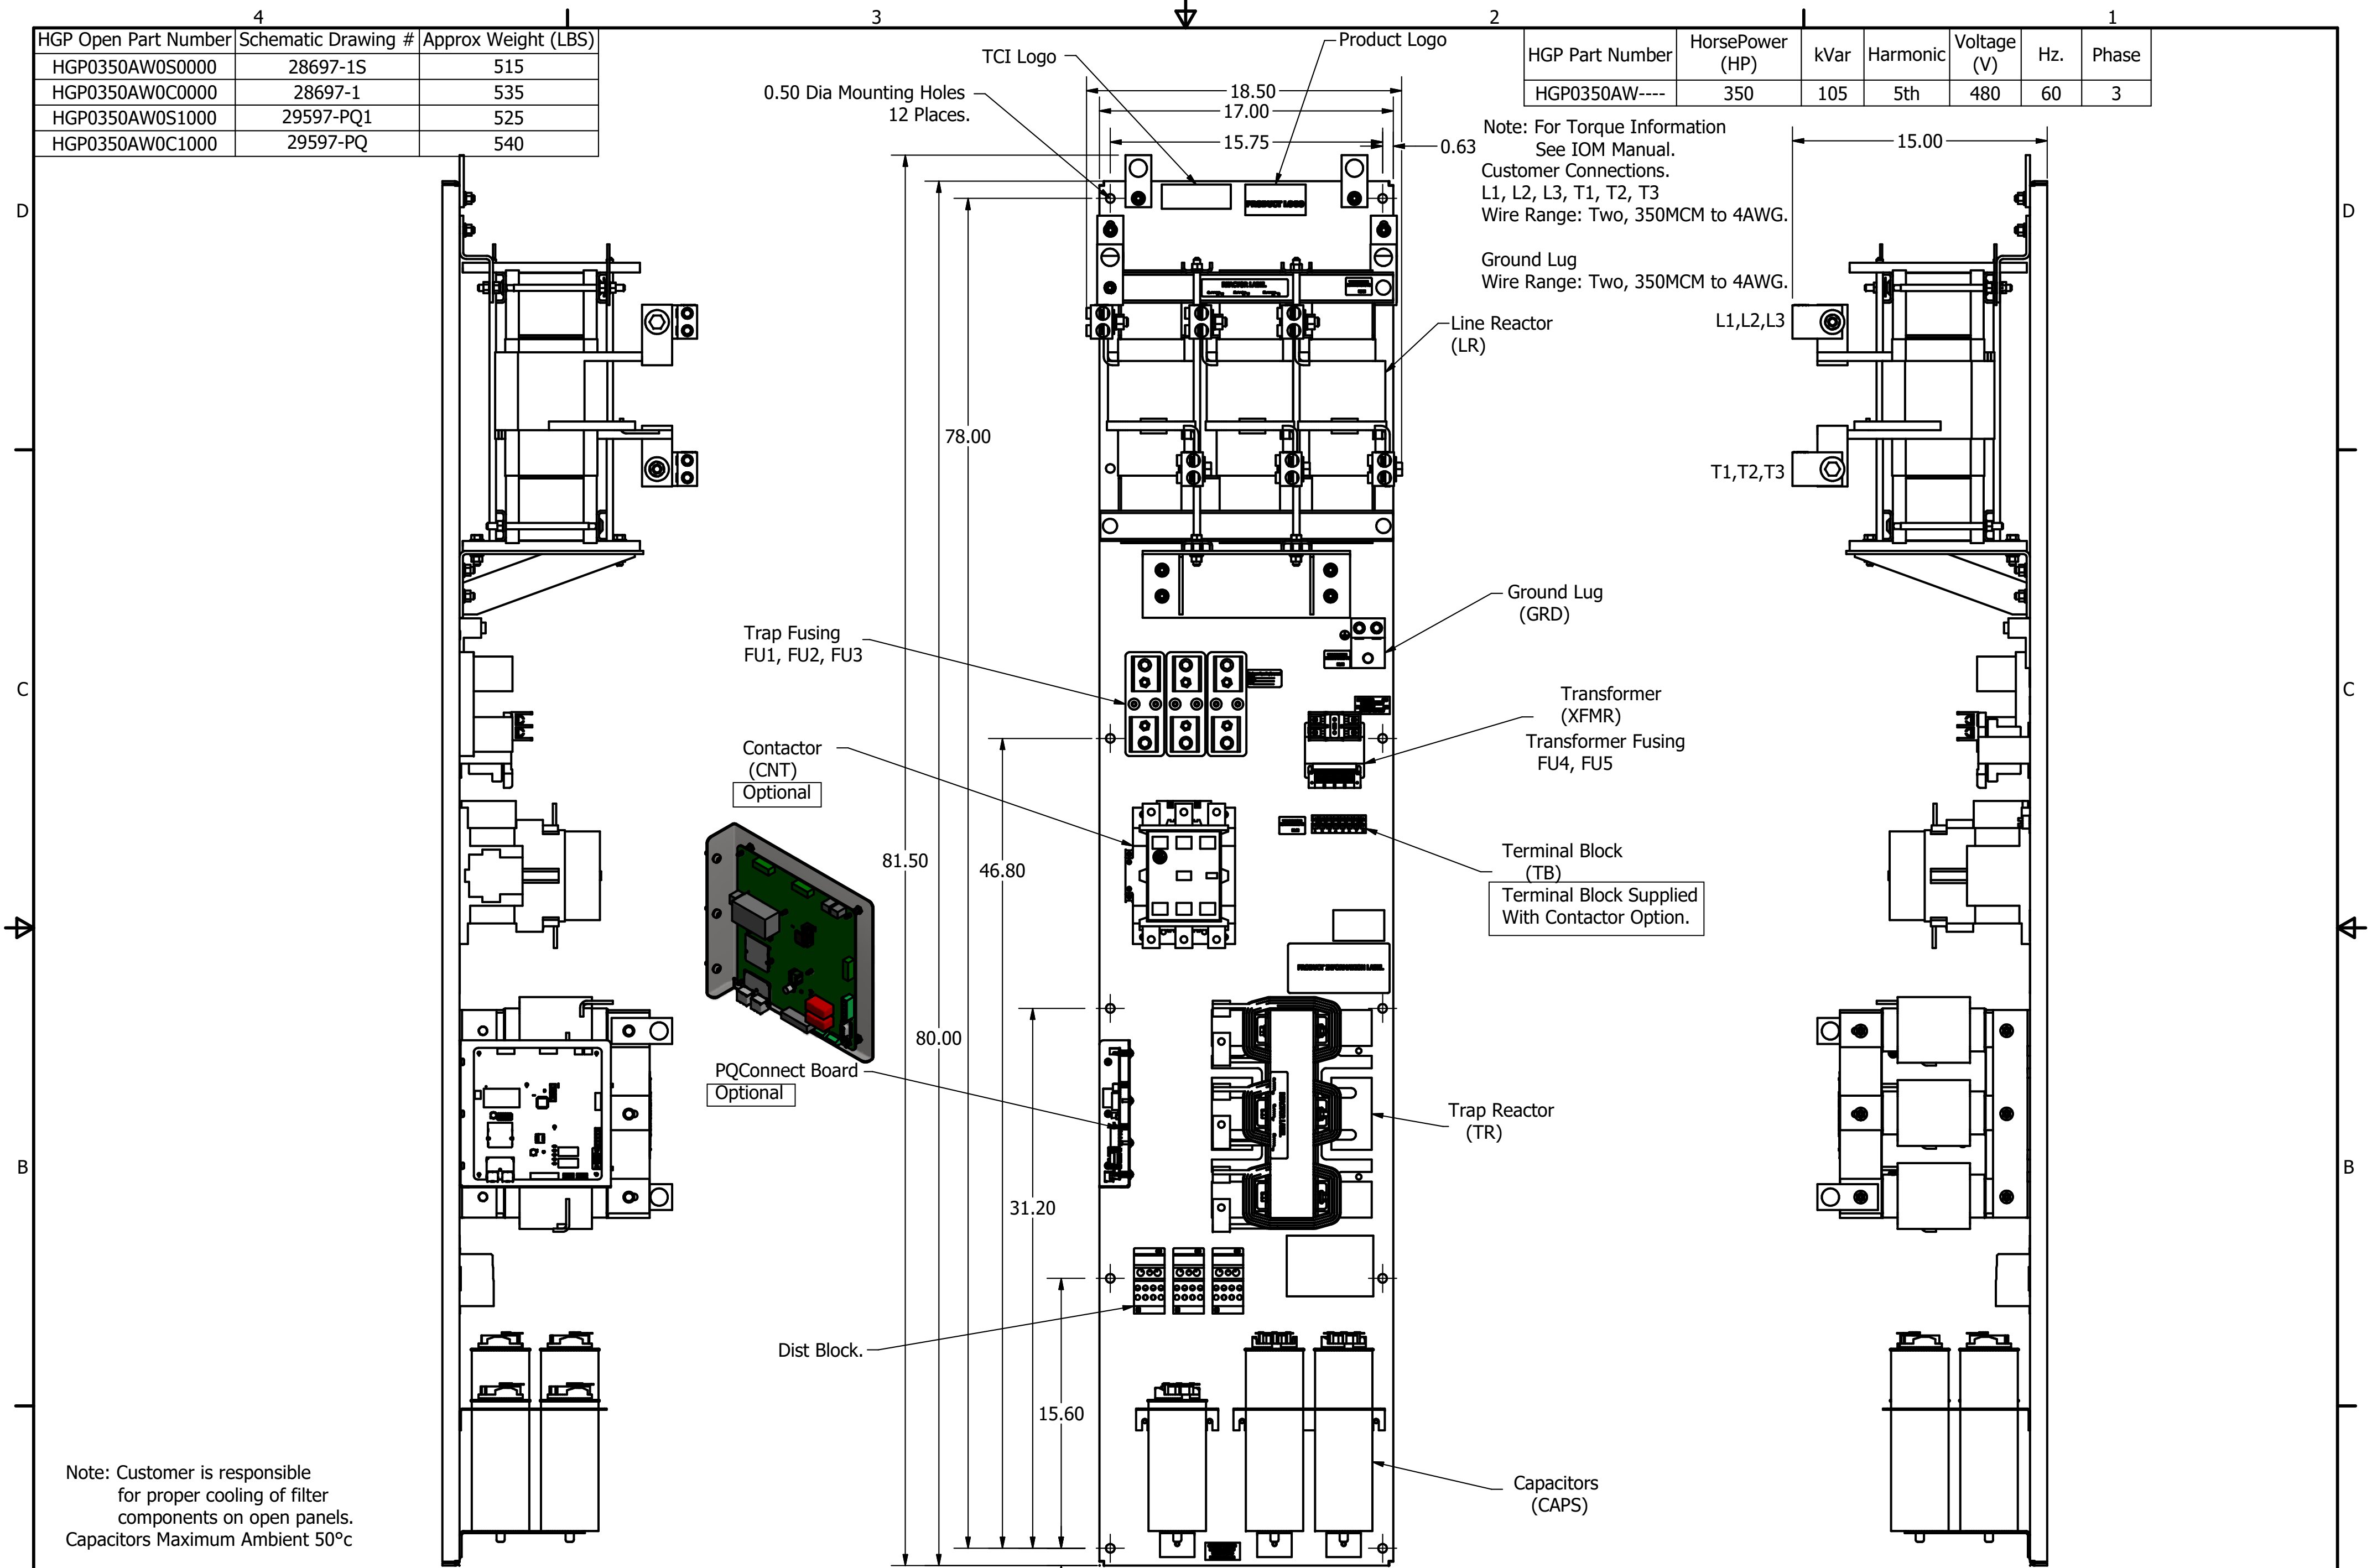 4 3 2 1
HGP Open Part Number Schematic Drawing # Approx Weight (LBS)
HGP0350AW0S0000 28697-1S 515
HGP0350AW0C0000 28697-1 535
HGP0350AW0S1000 29597-PQ1 525
HGP0350AW0C1000 29597-PQ 540
HGP Part Number HorsePower (HP) kVar Harmonic Voltage (V) Hz. Phase
HGP0350AW---- 350 105 5th 480 60 3
TCI Logo
Product Logo
0.50 Dia Mounting Holes
12 Places.
18.50
17.00
15.75
0.63
15.00
Note: For Torque Information
See IOM Manual.
Customer Connections.
L1, L2, L3, T1, T2, T3
Wire Range: Two, 350MCM to 4AWG.
Ground Lug
Wire Range: Two, 350MCM to 4AWG.
D
D
PRODUCT LOGO
REACTOR LABEL
Line Reactor
(LR)
L1,L2,L3
78.00
T1,T2,T3
Ground Lug
(GRD)
Trap Fusing
FU1, FU2, FU3
C
C
Transformer
(XFMR)
Transformer Fusing
FU4, FU5
Contactor
(CNT)
Optional
81.50
46.80
Terminal Block
(TB)
Terminal Block Supplied
With Contactor Option.
PRODUCT INFORMATION LABEL
80.00
PQConnect Board
Optional
Trap Reactor
(TR)
B
B
31.20
Dist Block.
15.60
Capacitors
(CAPS)
Note: Customer is responsible
for proper cooling of filter
components on open panels.
Capacitors Maximum Ambient 50°c